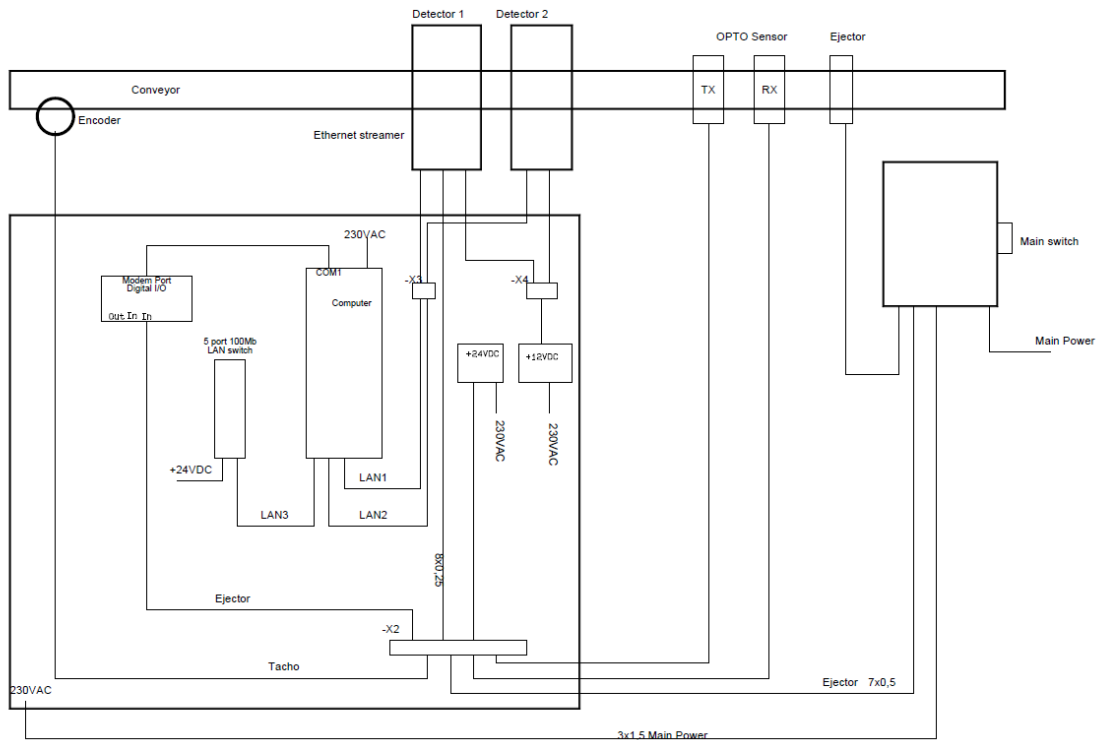 Detector 1
Detector 2
OPTO Sensor
Ejector
Conveyor
TX
RX
Encoder
Ethernet streamer
230VAC
Main switch
COM1
-X3
-X4
Modem Port
Digital I/O
Computer
Out In In
5 port 100Mb
LAN switch
+24VDC
+12VDC
Main Power
230VAC
230VAC
+24VDC
LAN1
LAN3
LAN2
8x0,25
Ejector
-X2
Tacho
Ejector 7x0,5
230VAC
3x1,5 Main Power